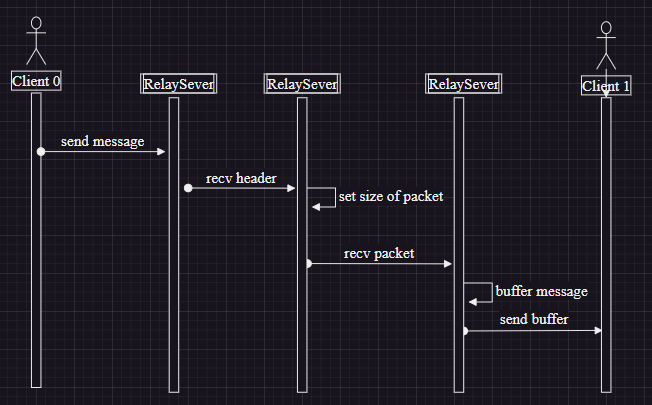 Client 0
RelaySever
RelaySever
RelaySever
Client 1
send message
recv header
set size of packet
recv packet
buffer message
send buffer